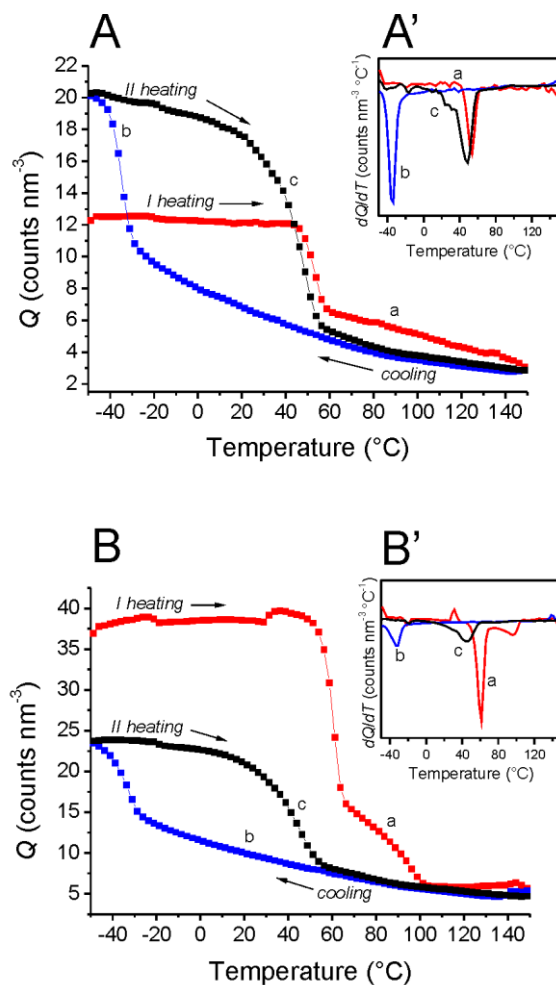 A
A'
22
20
18
16
14
12
10
8
6
4
2
Q (counts nm⁻³)
II heating
b
c
I heating
a
cooling
-40 -20 0 20 40 60 80 100 120 140
Temperature (°C)
dQ/dT (counts nm⁻³ °C⁻¹)
a
c
b
-40 0 40 80 120
Temperature (°C)
B
B'
40
35
30
25
20
15
10
5
Q (counts nm⁻³)
I heating
II heating
c
a
b
cooling
-40 -20 0 20 40 60 80 100 120 140
Temperature (°C)
dQ/dT (counts nm⁻³ °C⁻¹)
b
c
a
-40 0 40 80 120
Temperature (°C)